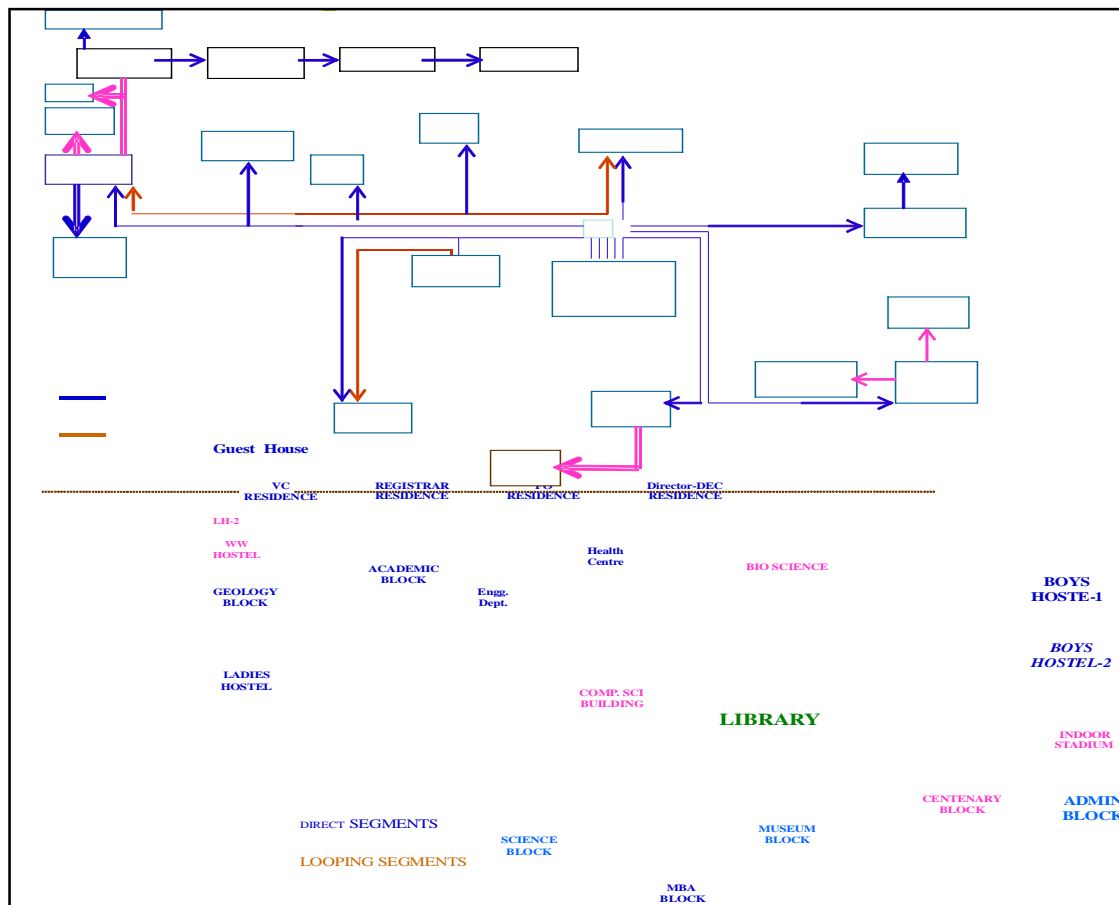 Guest House
VC
RESIDENCE
REGISTRAR
RESIDENCE
RESIDENCE
Director-DEC
RESIDENCE
LH-2
WW
HOSTEL
Health
Centre
ACADEMIC
BLOCK
BIO SCIENCE
GEOLOGY
BLOCK
Engg.
Dept.
BOYS
HOSTE-1
BOYS
HOSTEL-2
LADIES
HOSTEL
COMP. SCI
BUILDING
LIBRARY
INDOOR
STADIUM
CENTENARY
BLOCK
ADMIN
BLOCK
DIRECT SEGMENTS
SCIENCE
BLOCK
MUSEUM
BLOCK
LOOPING SEGMENTS
MBA
BLOCK